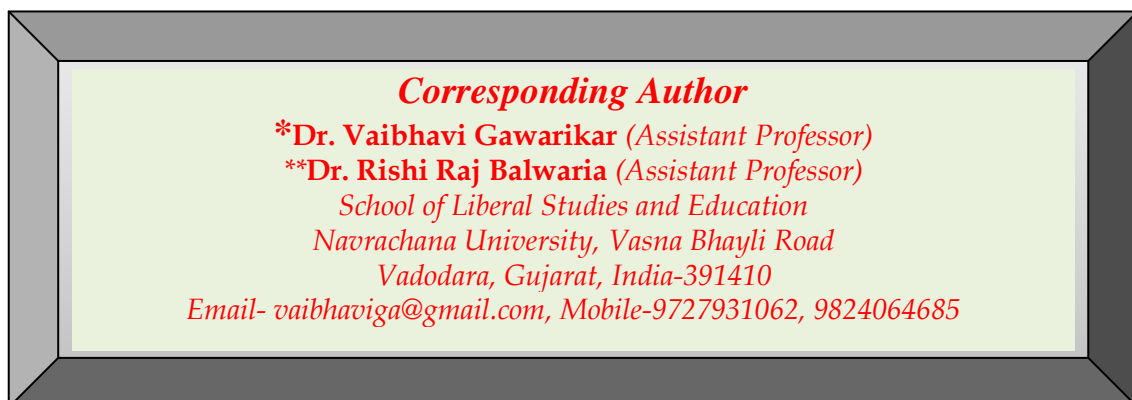 Corresponding Author
*Dr. Vaibhavi Gawarikar (Assistant Professor)
**Dr. Rishi Raj Balwaria (Assistant Professor)
School of Liberal Studies and Education
Navrachana University, Vasna Bhayli Road
Vadodara, Gujarat, India-391410
Email- vaibhaviga@gmail.com, Mobile-9727931062, 9824064685